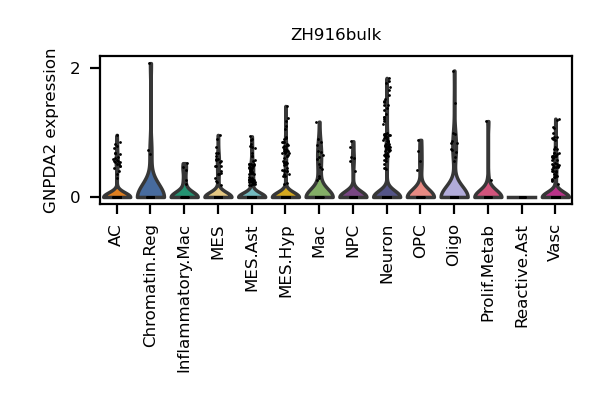 ZH916bulk
GNPDA2 expression
2
0
AC
Chromatin.Reg
Inflammatory.Mac
MES
MES.Ast
MES.Hyp
Mac
NPC
Neuron
OPC
Oligo
Prolif.Metab
Reactive.Ast
Vasc